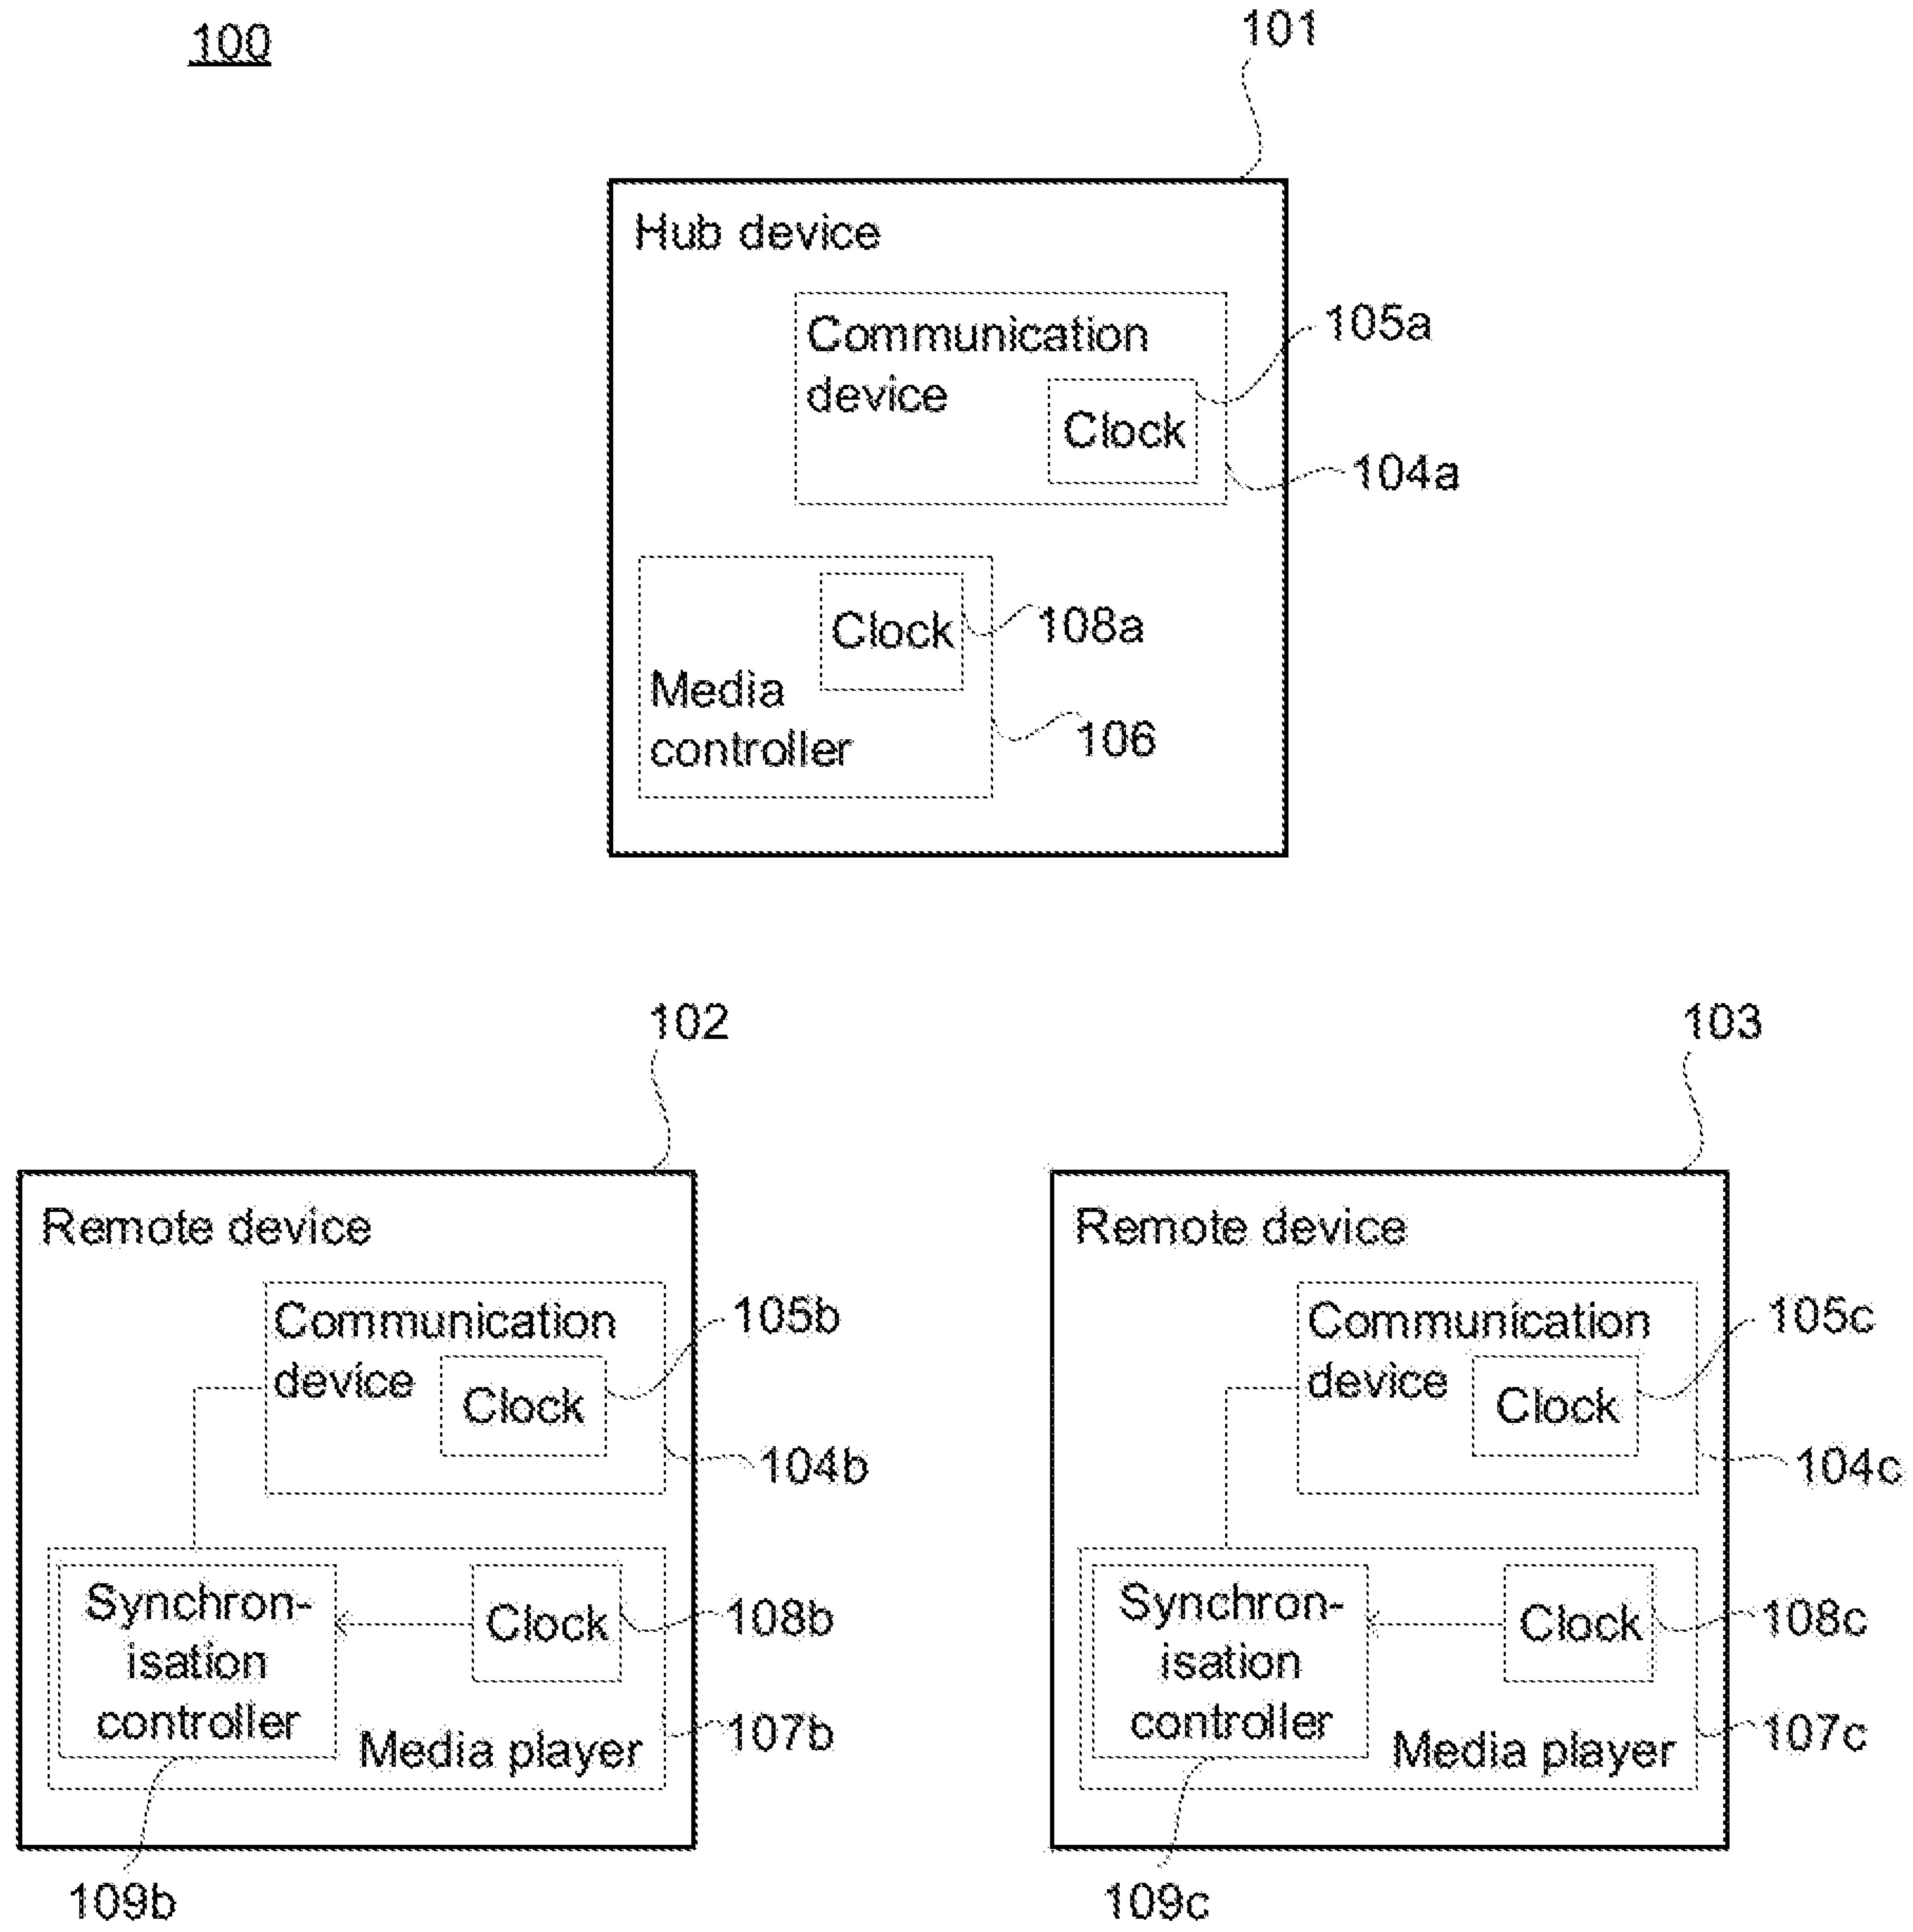 100
101
Hub device
Communication
device
Clock
105a
104a
Clock
108a
Media
controller
106
102
Remote device
Communication
device
Clock
105b
104b
Synchron-
isation
controller
Clock
108b
Media player
107b
109b
103
Remote device
Communication
device
Clock
105c
104c
Synchron-
isation
controller
Clock
108c
Media player
107c
109c